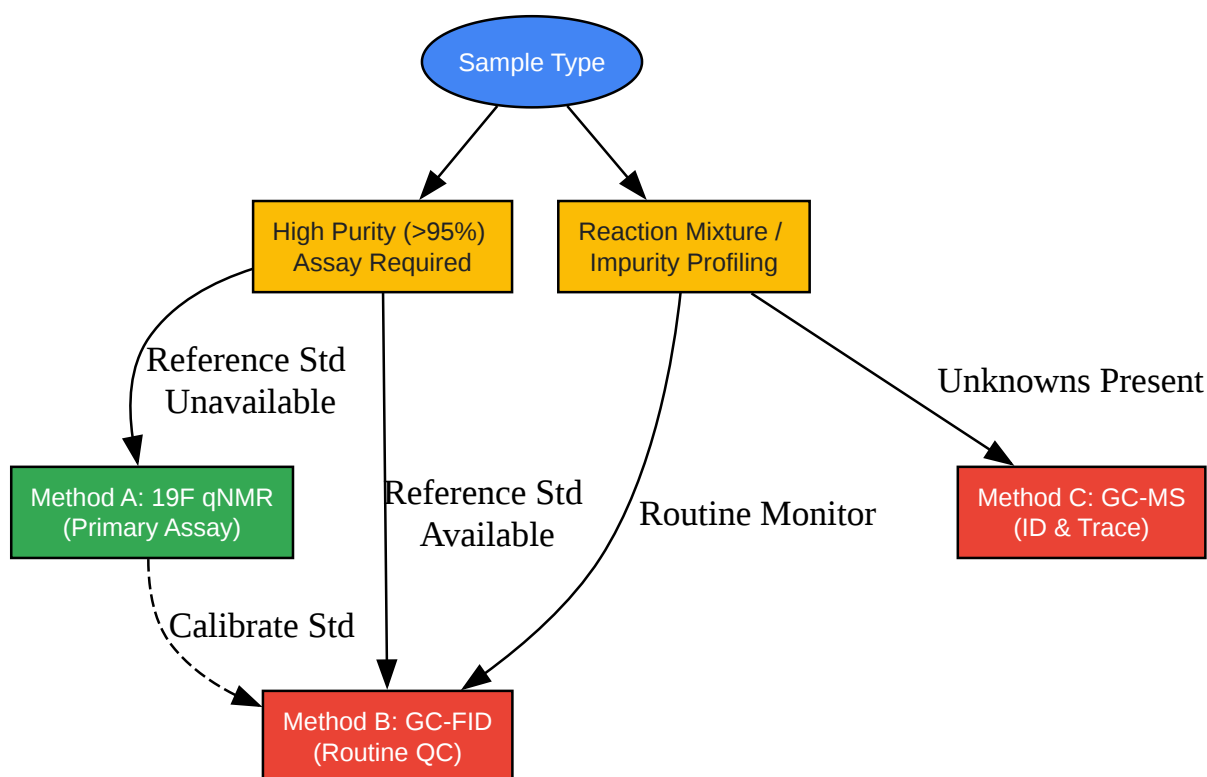 Sample Type
High Purity (>95%)
Assay Required
Reaction Mixture /
Impurity Profiling
Reference Std
Unavailable
Unknowns Present
Method A: 19F qNMR
(Primary Assay)
Reference Std
Available
Routine Monitor
Method C: GC-MS
(ID & Trace)
Calibrate Std
Method B: GC-FID
(Routine QC)